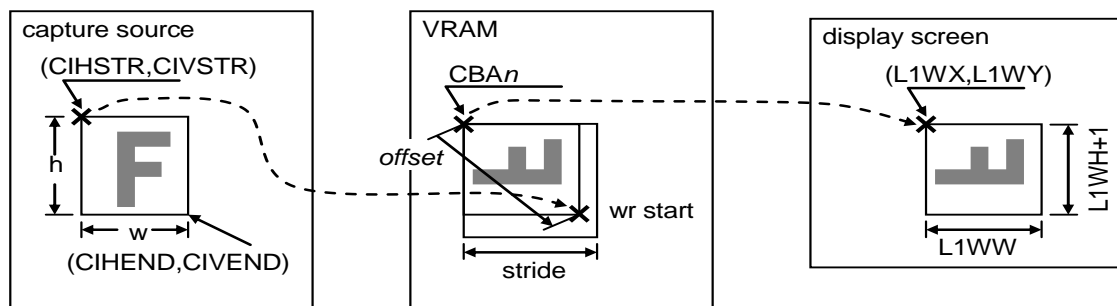 capture source
(CIHSTR,CIVSTR)
F
h
w
(CIHEND,CIVEND)
VRAM
CBAn
offset
F
wr start
stride
display screen
(L1WX,L1WY)
F
L1WH+1
L1WW